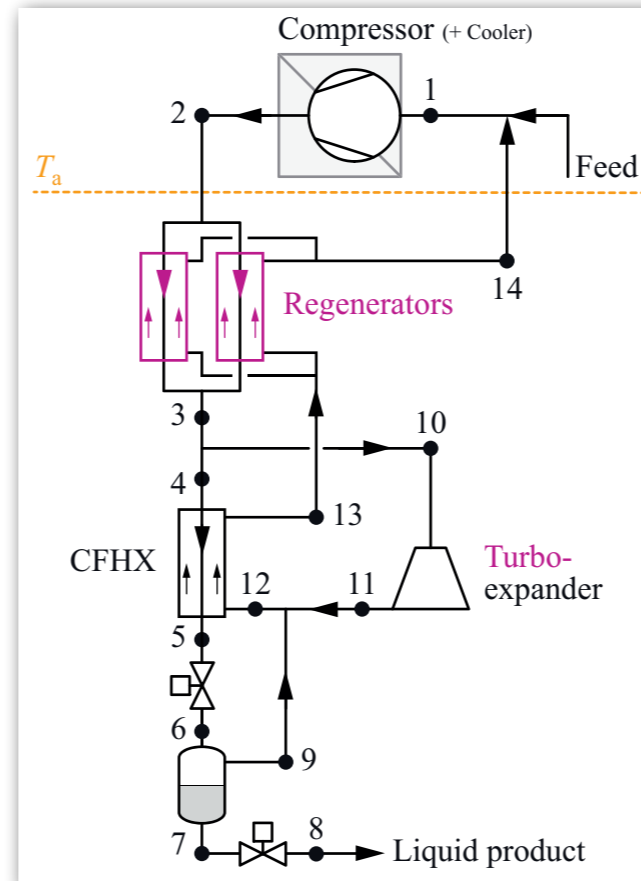 Compressor (+ Cooler)
1
2
Feed
Ta
14
Regenerators
3
10
4
13
CFHX
Turbo-
expander
12
11
5
6
9
7
8
Liquid product